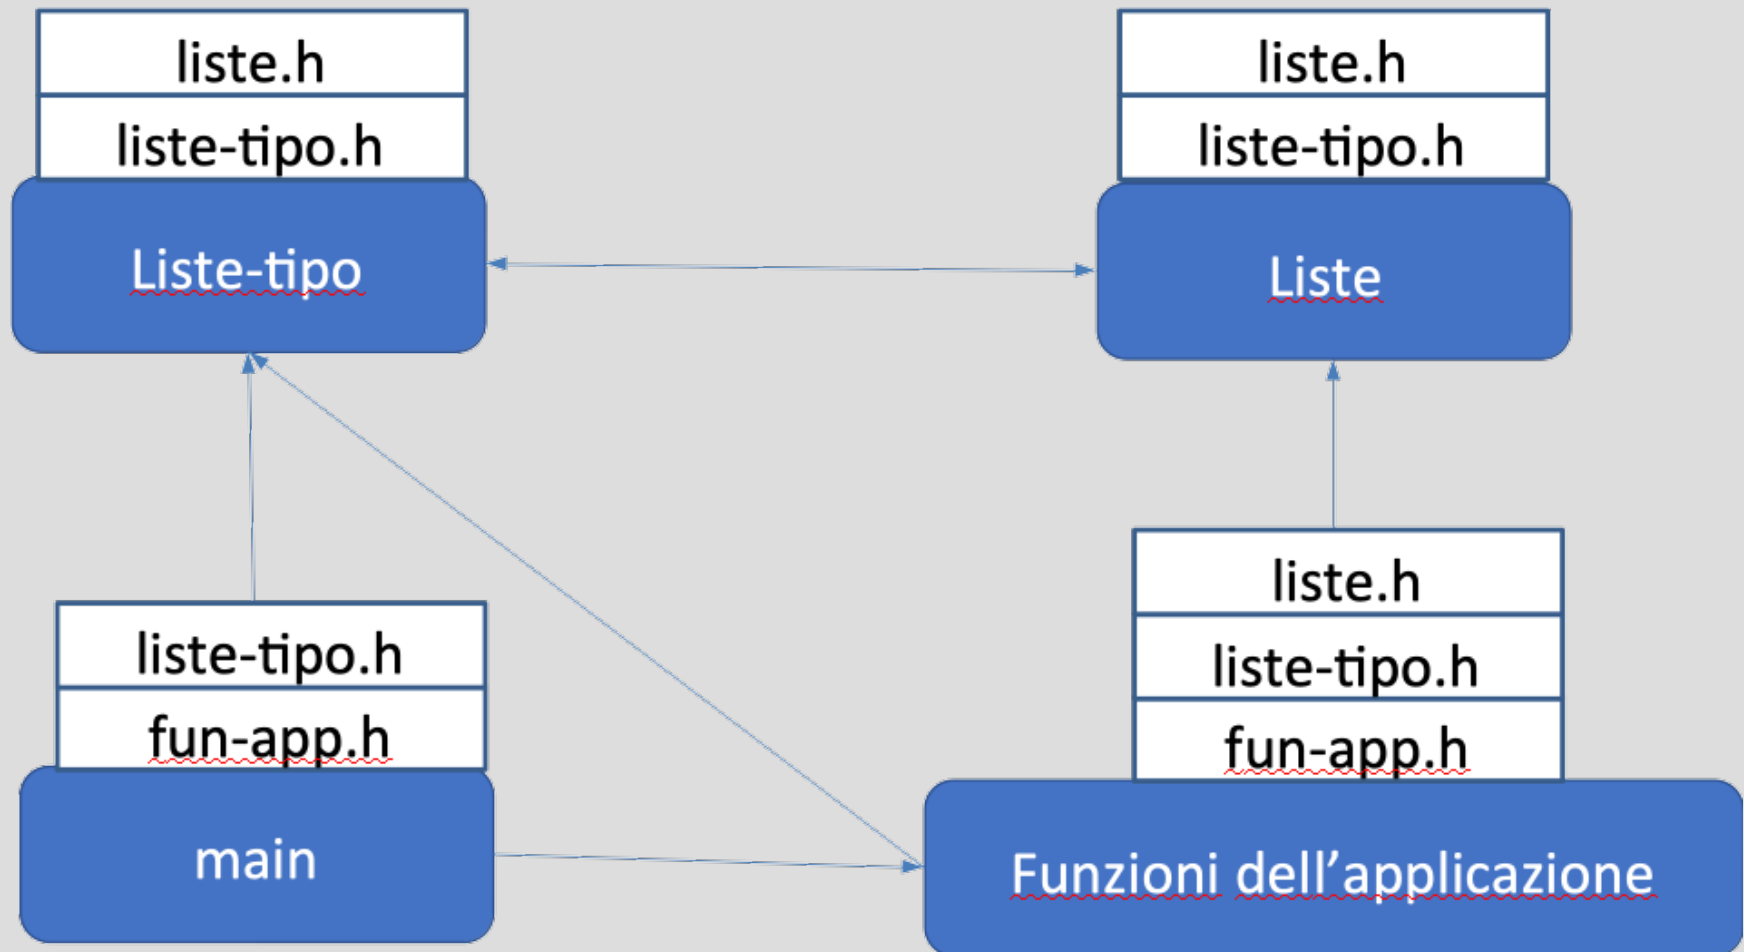 liste.h
liste-tipo.h
Liste-tipo
liste.h
liste-tipo.h
Liste
liste-tipo.h
fun-app.h
main
liste.h
liste-tipo.h
fun-app.h
Funzioni dell’applicazione